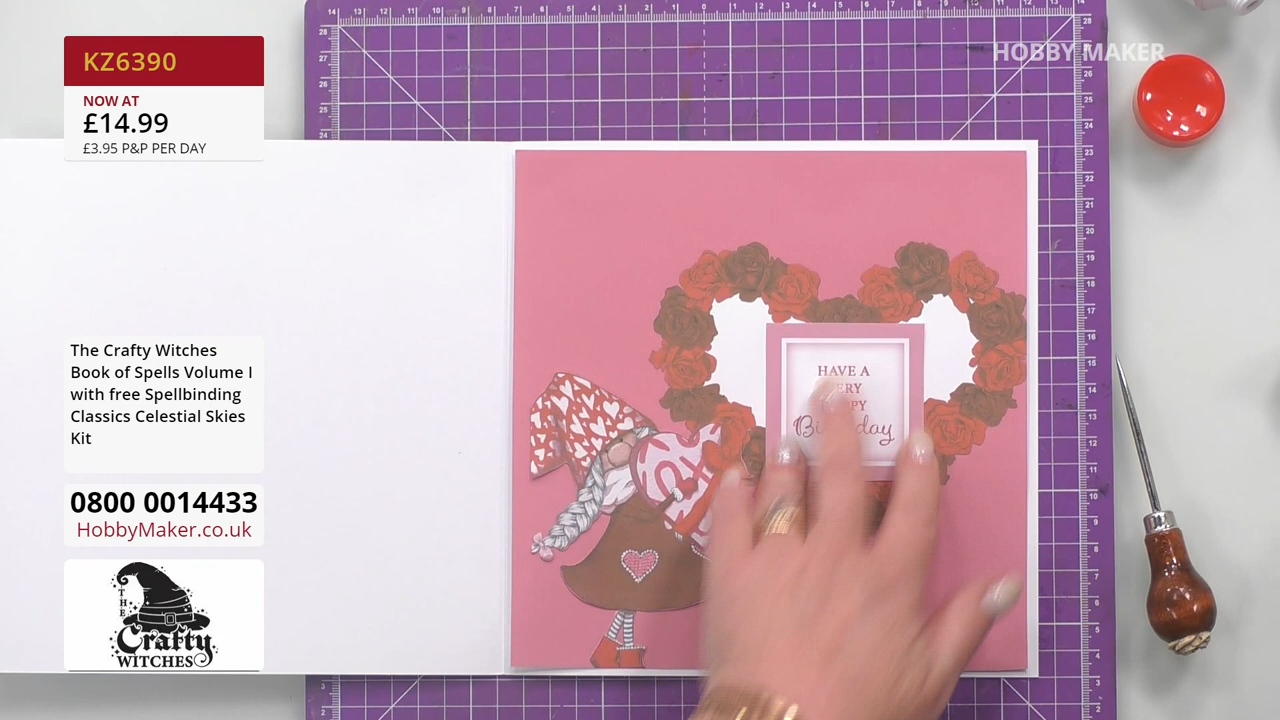 KZ6390
NOW AT
£14.99
£3.95 P&P PER DAY
HOBBY MAKER
The Crafty Witches
Book of Spells Volume I
with free Spellbinding
Classics Celestial Skies
Kit
HAVE A
0800 0014433
HobbyMaker.co.uk
THE
Crafty
WITCHES